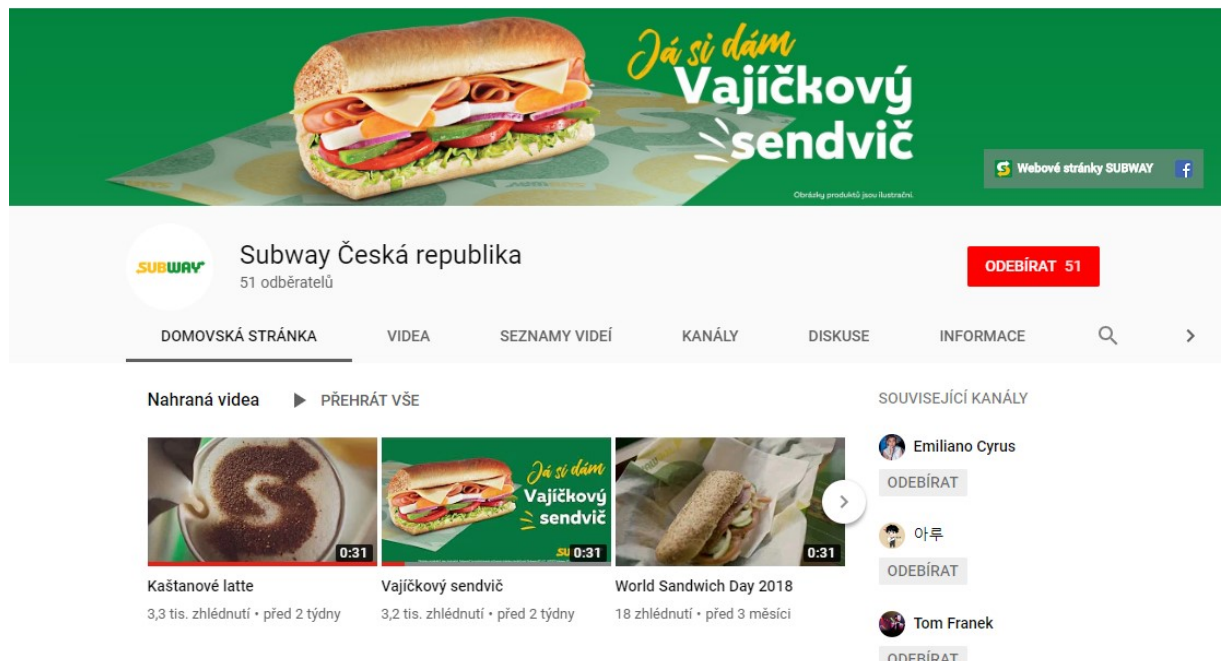 Já si dám
Vajíčkový
sendvič
Webové stránky SUBWAY
Obrázky produktů jsou ilustrační.
SUBWAY
Subway Česká republika
51 odběratelů
ODEBÍRAT 51
DOMOVSKÁ STRÁNKA VIDEA SEZNAMY VIDEÍ KANÁLY DISKUSE INFORMACE
Nahraná videa PŘEHRÁT VŠE
0:31
Kaštanové latte
3,3 tis. zhlédnutí • před 2 týdny
Já si dám
Vajíčkový
sendvič
0:31
Vajíčkový sendvič
3,2 tis. zhlédnutí • před 2 týdny
0:31
World Sandwich Day 2018
18 zhlédnutí • před 3 měsíci
SOUVISEJÍCÍ KANÁLY
Emiliano Cyrus
ODEBÍRAT
아루
ODEBÍRAT
Tom Franek
ODEBÍRAT